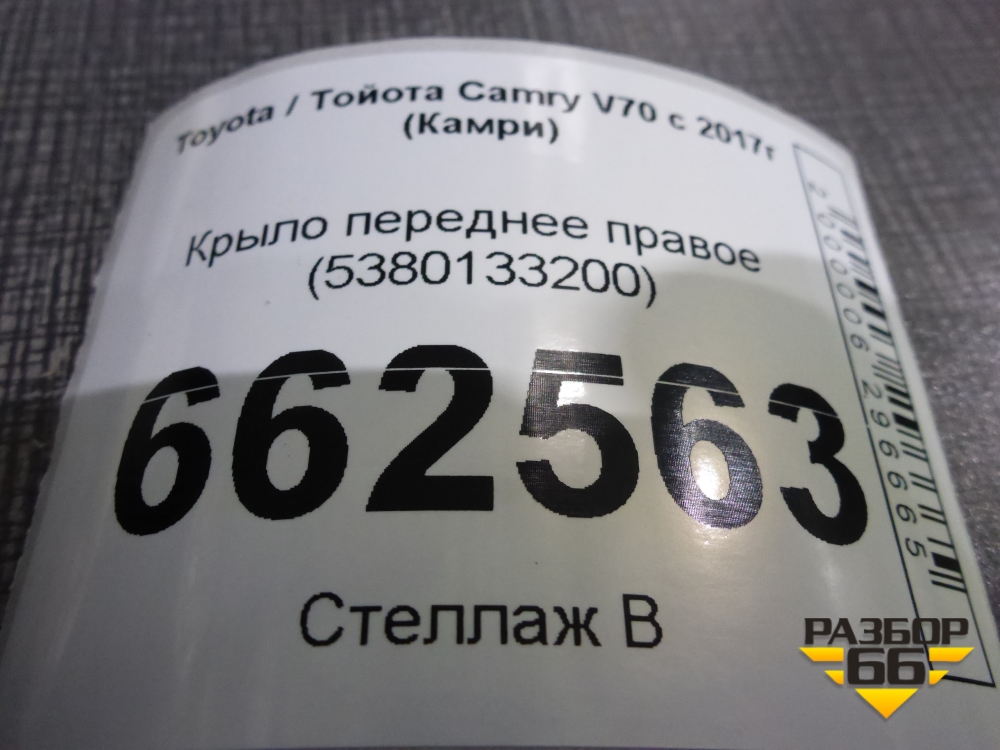 Toyota / Тойота Camry V70 с 2017г
(Камри)
Крыло переднее правое
(5380133200)
662563
Стеллаж В
2000006296665
РАЗБОР
66